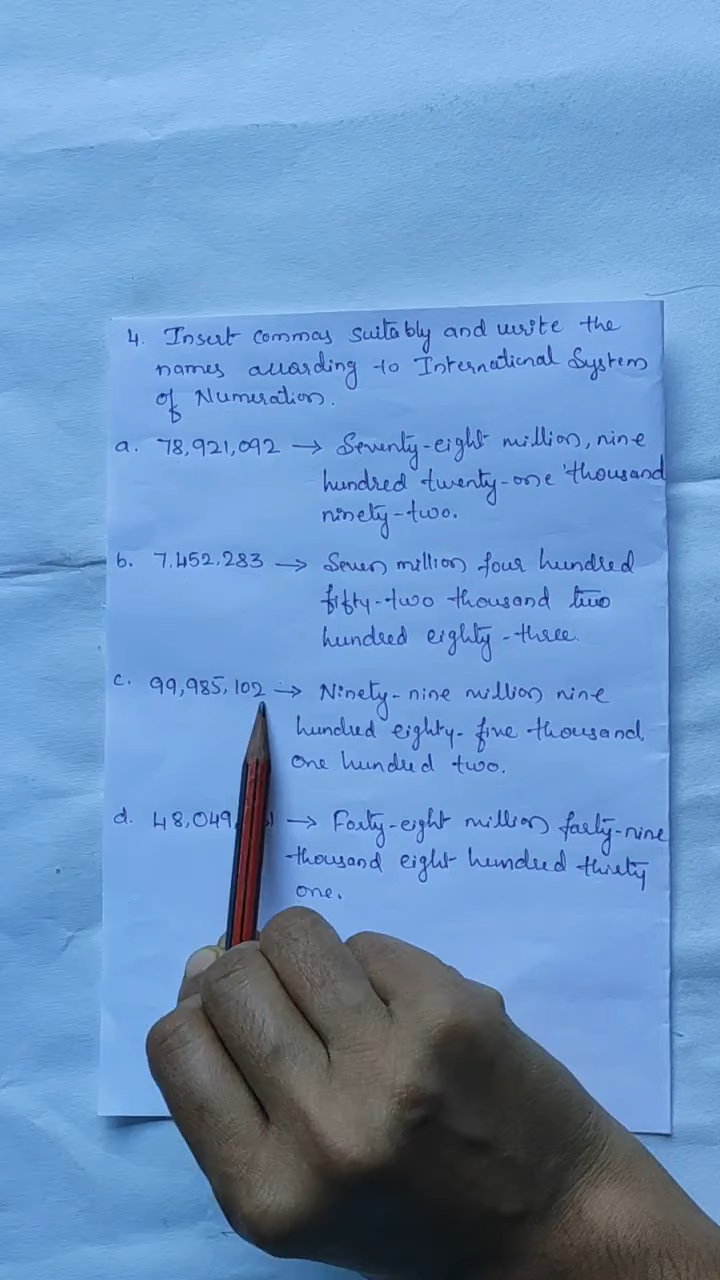 4. Insert commas suitably and write the
names according to International System
of Numeration.
a. 78,921,092 → Seventy-eight million, nine
hundred twenty-one thousand
ninety-two.
b. 7,452,283 → Seven million four hundred
fifty-two thousand two
hundred eighty-three.
c. 99,985,102 → Ninety-nine million nine
hundred eighty-five thousand,
one hundred two.
d. 48,049, → Forty-eight million forty-nine
thousand eight hundred thirty
one.